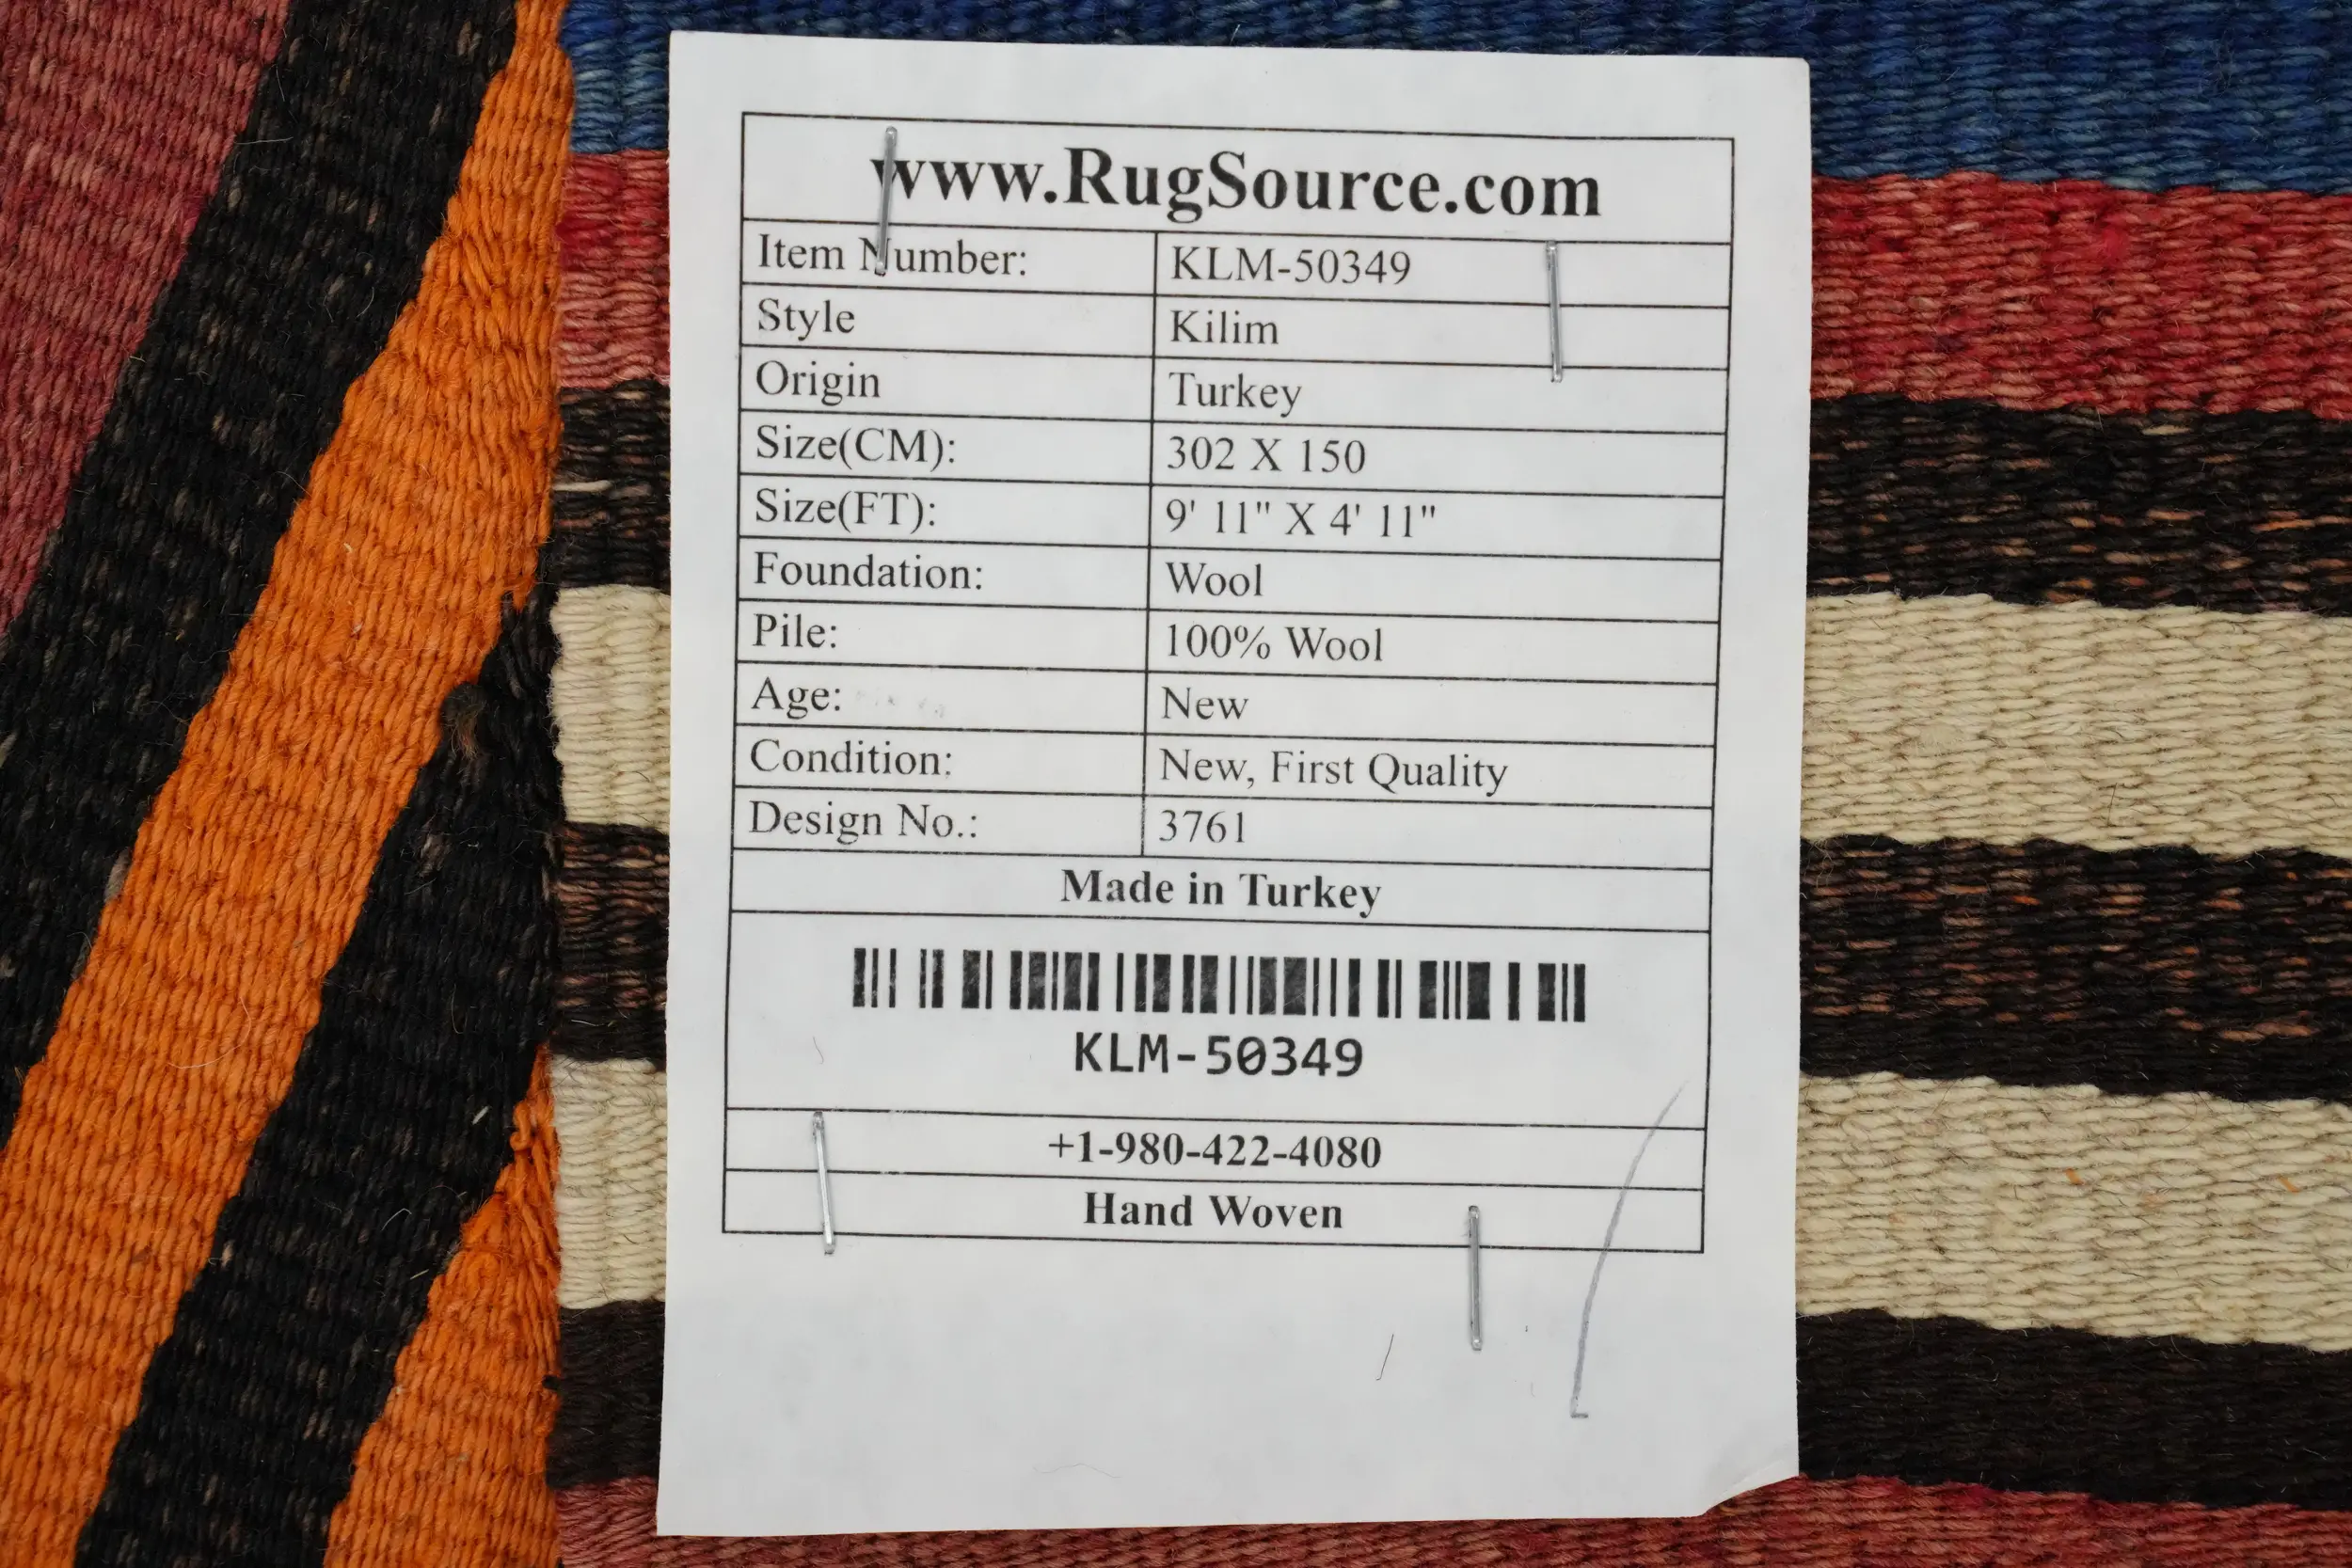 www.RugSource.com
Item Number: KLM-50349
Style Kilim
Origin Turkey
Size(CM): 302 X 150
Size(FT): 9' 11" X 4' 11"
Foundation: Wool
Pile: 100% Wool
Age: New
Condition: New, First Quality
Design No.: 3761
Made in Turkey
KLM-50349
+1-980-422-4080
Hand Woven